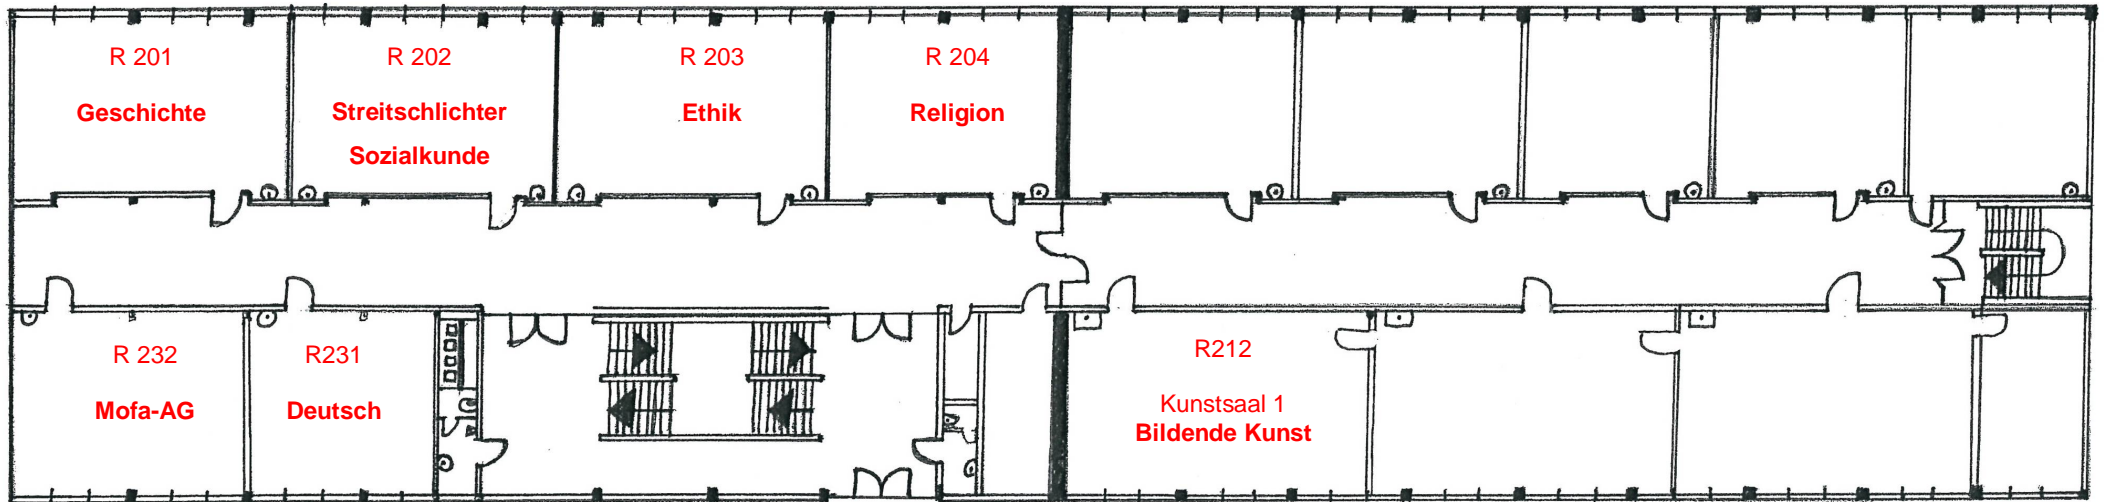 R 201
Geschichte
R 202
Streitschlichter
Sozialkunde
R 203
Ethik
R 204
Religion
R 232
Mofa-AG
R231
Deutsch
R212
Kunstsaal 1
Bildende Kunst